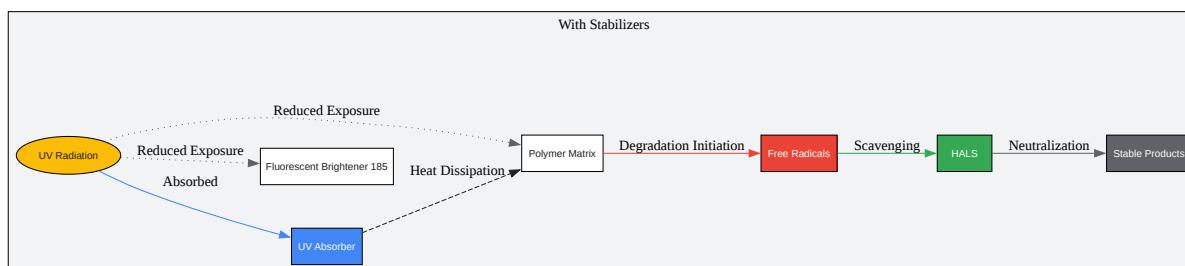 With Stabilizers
Reduced Exposure
UV Radiation
Reduced Exposure
Fluorescent Brightener 185
Absorbed
UV Absorber
Heat Dissipation
Polymer Matrix
Degradation Initiation
Free Radicals
Scavenging
HALS
Neutralization
Stable Products